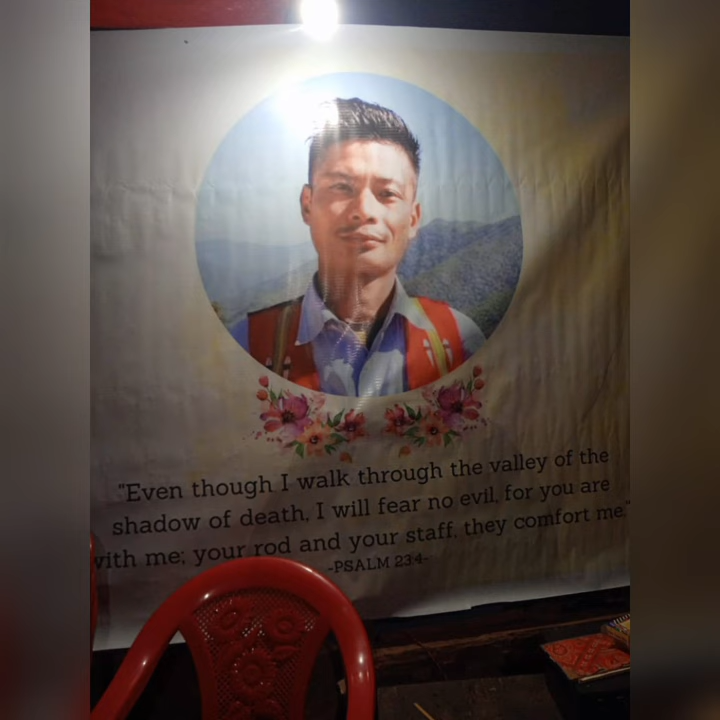 "Even though I walk through the valley of the
shadow of death, I will fear no evil, for you are
with me; your rod and your staff, they comfort me."
-PSALM 23:4-